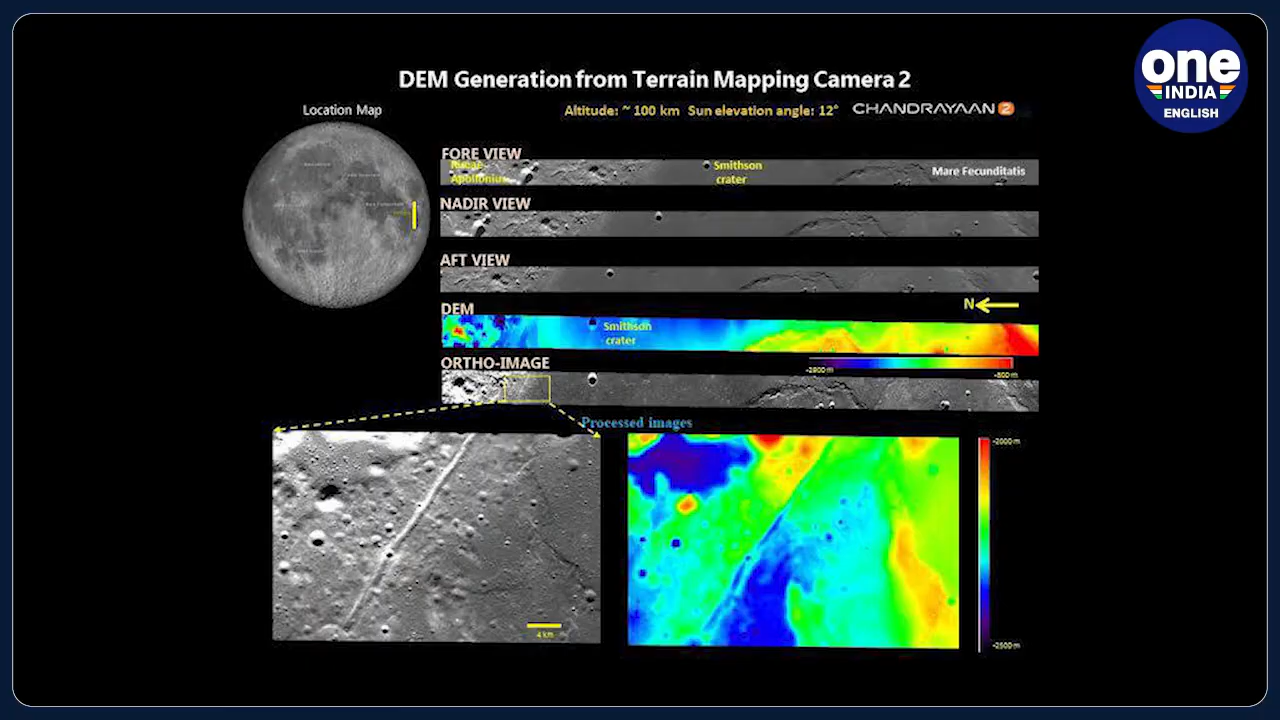 one
INDIA
ENGLISH
DEM Generation from Terrain Mapping Camera 2
Location Map
Altitude: ~ 100 km Sun elevation angle: 12°
CHANDRAYAAN 2
FORE VIEW
Apollonius
Smithson
crater
Mare Fecunditatis
NADIR VIEW
AFT VIEW
DEM
N
Smithson
crater
ORTHO-IMAGE
-2800 m
-800 m
Processed images
4 km
-2000 m
-2500 m